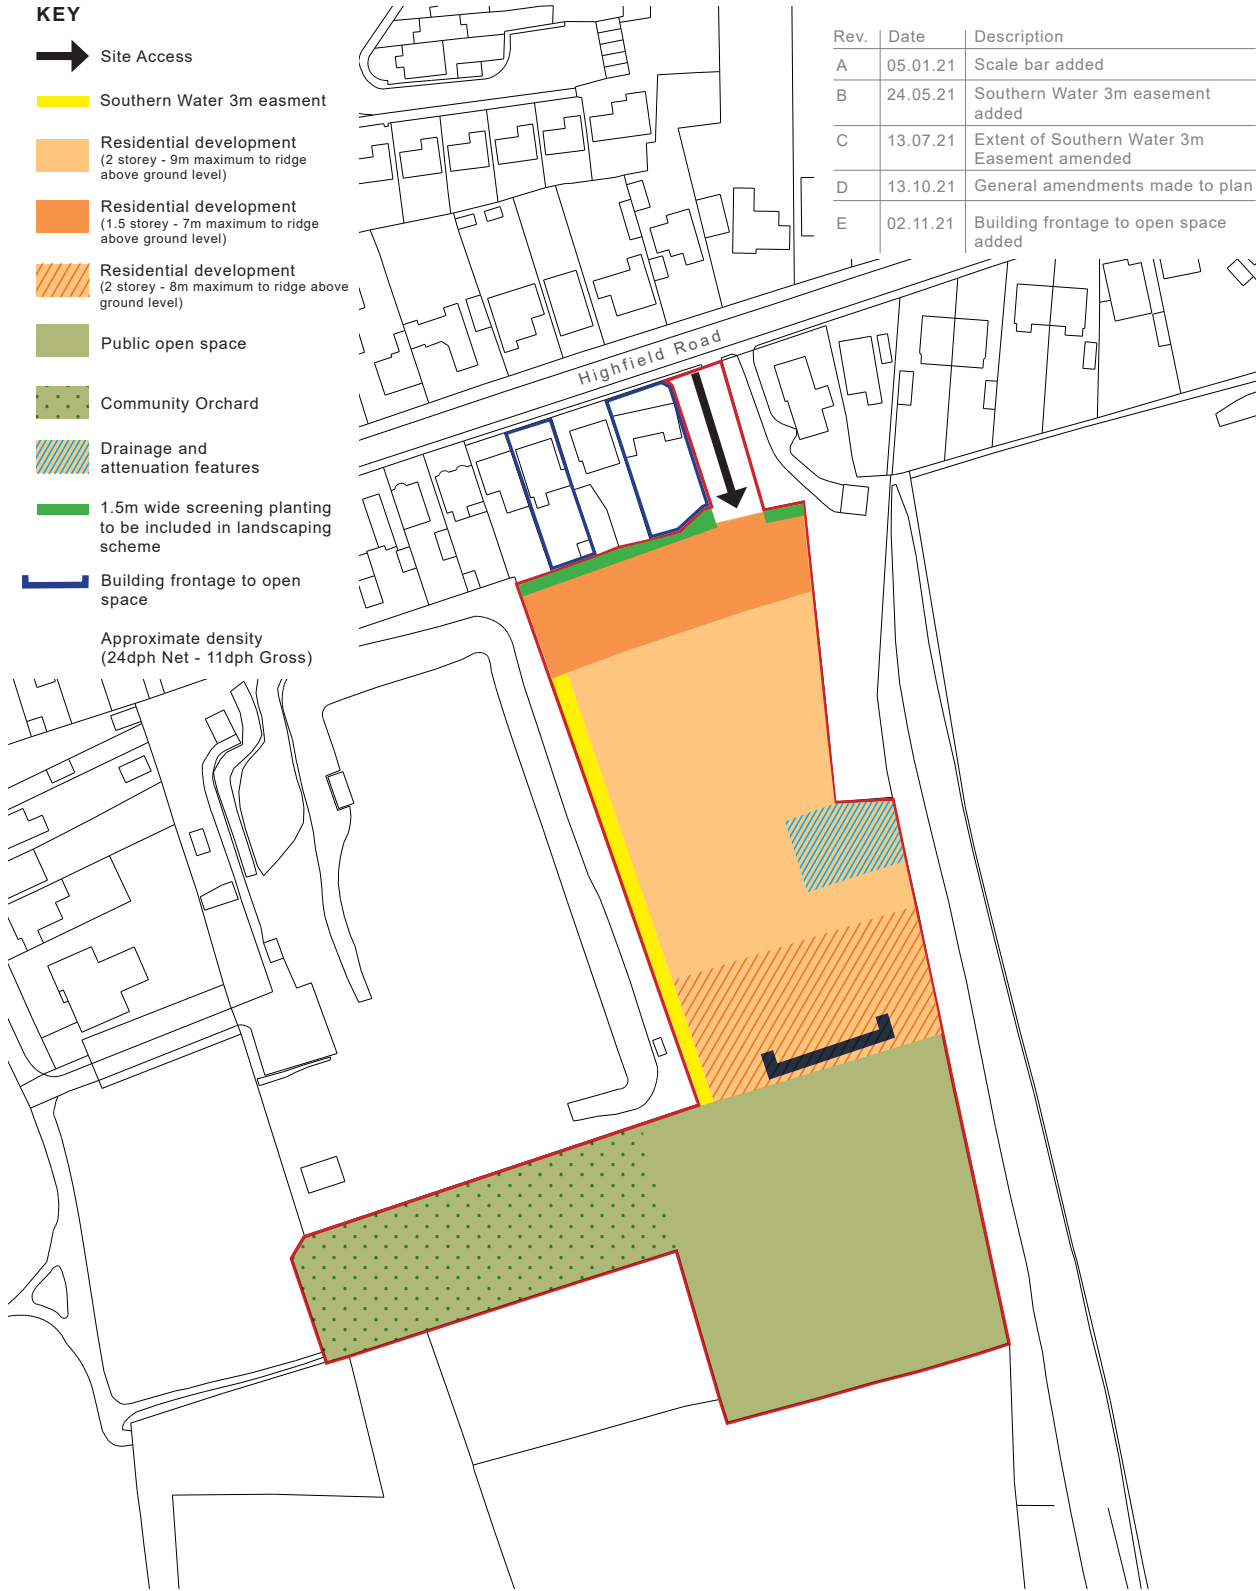 KEY
Site Access
Southern Water 3m easment
Residential development
(2 storey - 9m maximum to ridge
above ground level)
Residential development
(1.5 storey - 7m maximum to ridge
above ground level)
Residential development
(2 storey - 8m maximum to ridge above
ground level)
Public open space
Community Orchard
Drainage and
attenuation features
1.5m wide screening planting
to be included in landscaping
scheme
Building frontage to open
space
Approximate density
(24dph Net - 11dph Gross)
Rev. Date Description
A 05.01.21 Scale bar added
B 24.05.21 Southern Water 3m easement
added
C 13.07.21 Extent of Southern Water 3m
Easement amended
D 13.10.21 General amendments made to plan
E 02.11.21 Building frontage to open space
added
Highfield Road